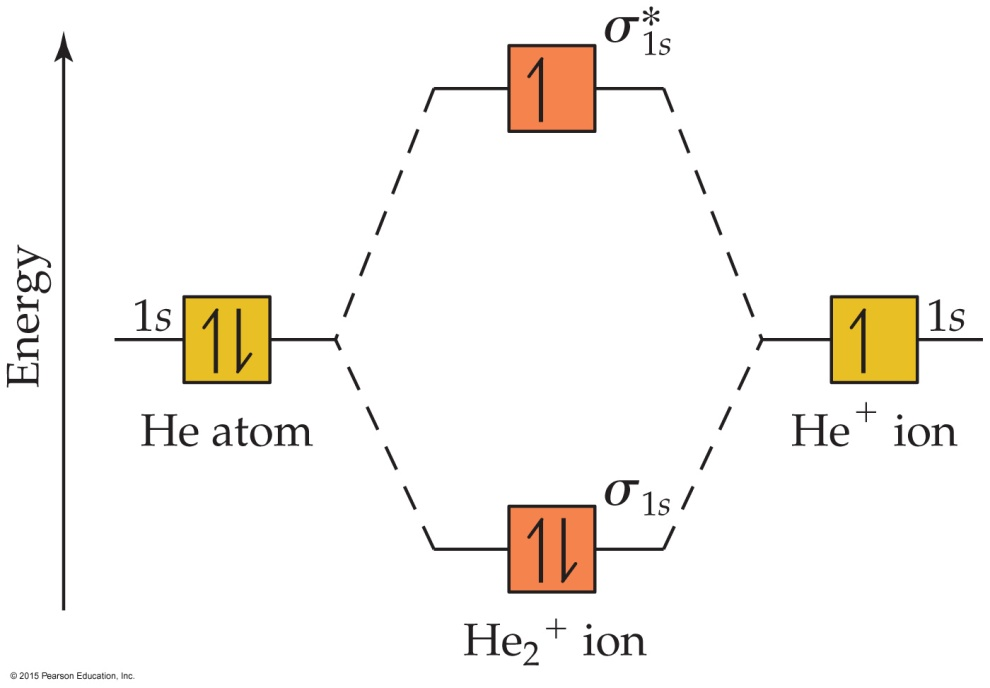 σ*1s
Energy
1s
1s
He atom
He+ ion
σ1s
He2+ ion
© 2015 Pearson Education, Inc.